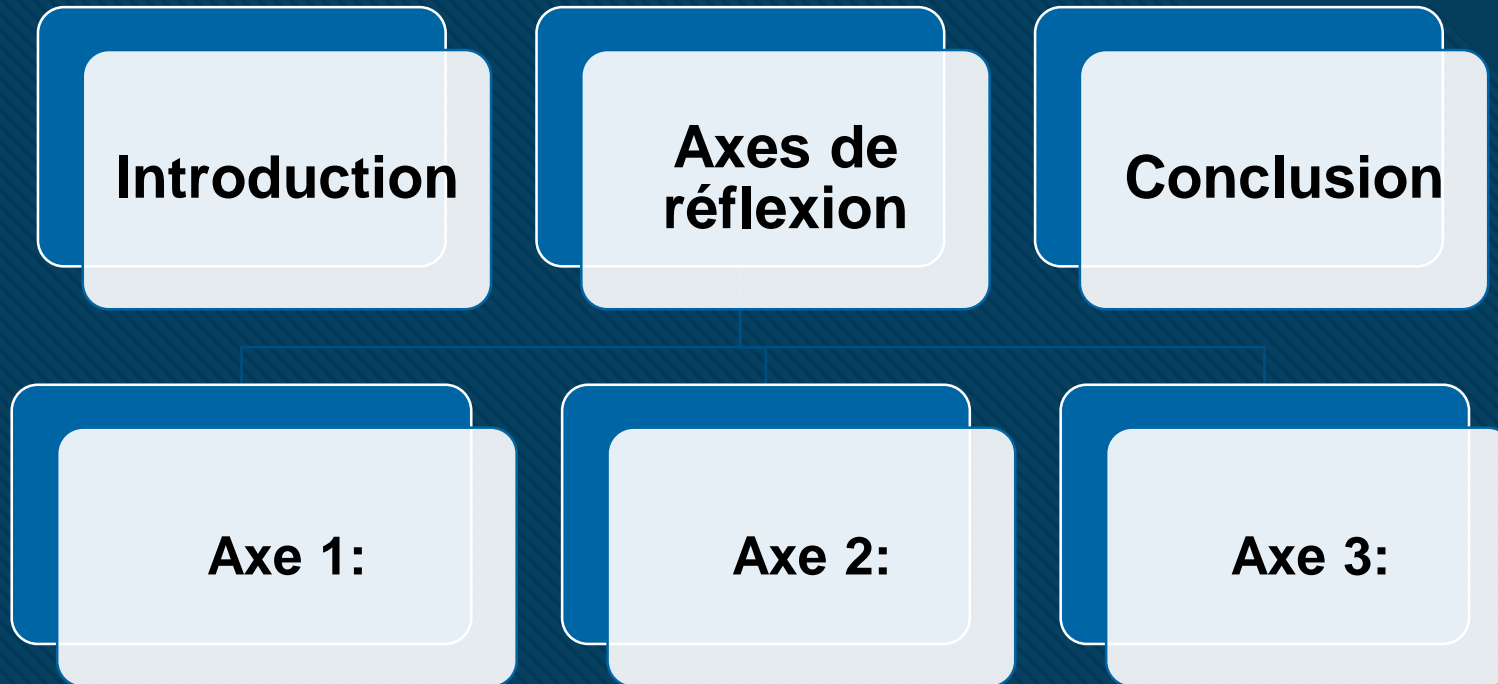 Introduction
Axes de
réflexion
Conclusion
Axe 1:
Axe 2:
Axe 3: